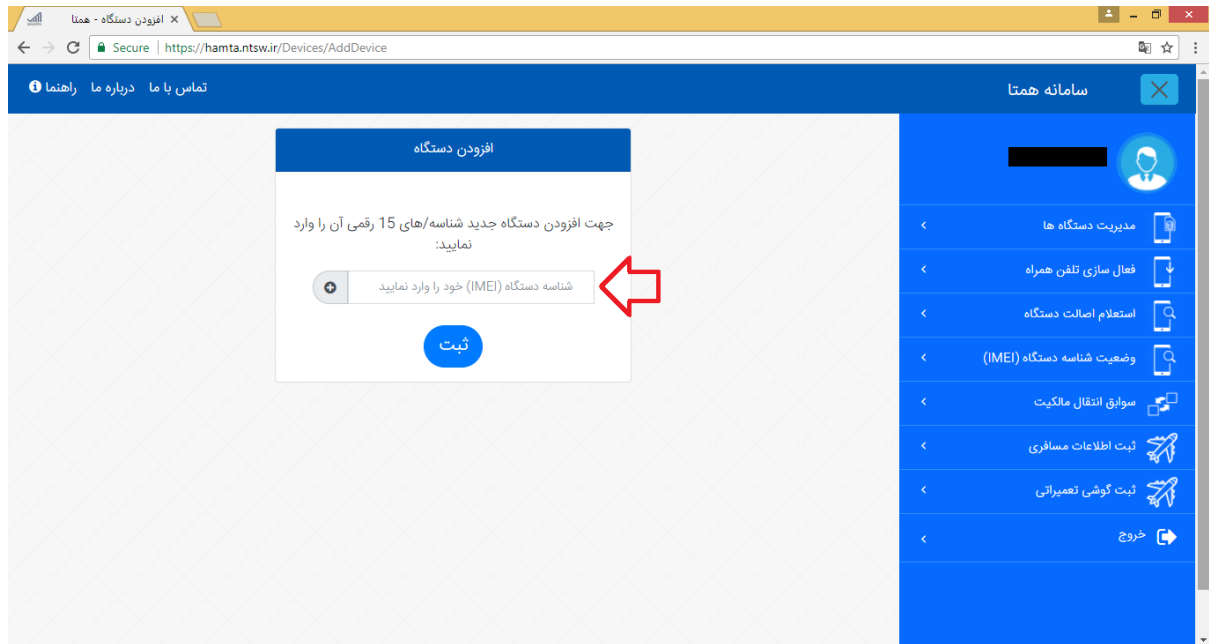 افزودن دستگاه - همتا
Secure | https://hamta.ntsw.ir/Devices/AddDevice
سامانه همتا
تماس با ما درباره ما راهنما
افزودن دستگاه
جهت افزودن دستگاه جدید شناسه/های 15 رقمی آن را وارد
نمایید:
شناسه دستگاه (IMEI) خود را وارد نمایید
ثبت
مدیریت دستگاه ها
فعال سازی تلفن همراه
استعلام اصالت دستگاه
وضعیت شناسه دستگاه (IMEI)
سوابق انتقال مالکیت
ثبت اطلاعات مسافری
ثبت گوشی تعمیراتی
خروج